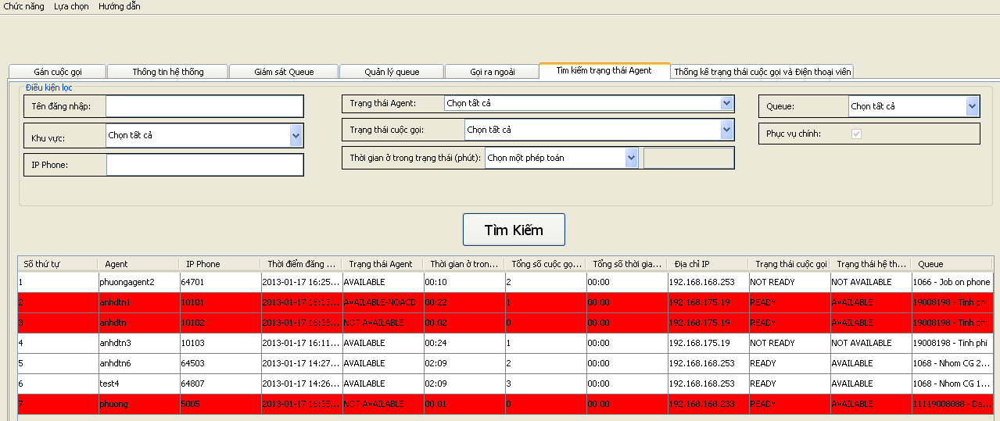 Chức năng Lựa chọn Hướng dẫn
Gán cuộc gọi Thông tin hệ thống Giám sát Queue Quản lý queue Gọi ra ngoài Tìm kiếm trạng thái Agent Thống kê trạng thái cuộc gọi và Điện thoại viên
Điều kiện lọc
Tên đăng nhập: Trạng thái Agent: Chọn tất cả Queue: Chọn tất cả
Khu vực: Chọn tất cả Trạng thái cuộc gọi: Chọn tất cả Phục vụ chính:
IP Phone: Thời gian ở trong trạng thái (phút): Chọn một phép toán
Tìm Kiếm
Số thứ tự Agent IP Phone Thời điểm đăng ... Trạng thái Agent Thời gian ở tron... Tổng số cuộc gọ... Tổng số thời gia... Địa chỉ IP Trạng thái cuộc gọi Trạng thái hệ th... Queue
1 phuongagent2 64701 2013-01-17 16:25... AVAILABLE 00:10 2 00:00 192.168.168.253 NOT READY NOT AVAILABLE 1066 - Job on phone
2 anhdtn1 10101 2013-01-17 16:13... AVAILABLE-NOACD 00:22 1 00:00 192.168.175.19 READY AVAILABLE 19008198 - Tinh phi
3 anhdtn 10102 2013-01-17 16:38... NOT AVAILABLE 00:02 0 00:00 192.168.175.19 READY AVAILABLE 19008198 - Tinh phi
4 anhdtn3 10103 2013-01-17 16:11... AVAILABLE 00:24 1 00:00 192.168.175.19 NOT READY NOT AVAILABLE 19008198 - Tinh phi
5 anhdtn6 64503 2013-01-17 14:27... AVAILABLE 02:09 2 00:00 192.168.168.253 READY AVAILABLE 1068 - Nhom CG 2...
6 test4 64807 2013-01-17 14:26... AVAILABLE 02:09 3 00:00 192.168.168.253 READY AVAILABLE 1068 - Nhom CG 1...
7 phuong 5005 2013-01-17 16:35... NOT AVAILABLE 00:01 0 00:00 192.168.168.233 READY AVAILABLE 11119008088 - Da...